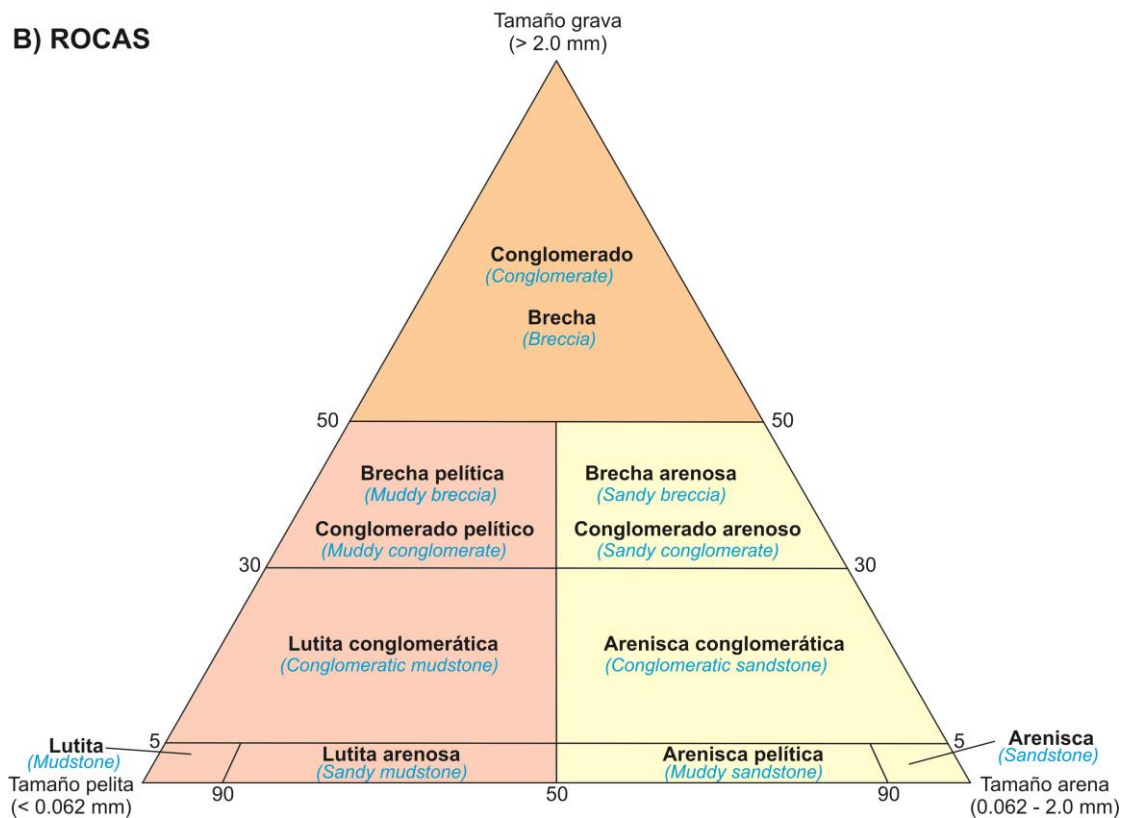 B) ROCAS
Tamaño grava
(> 2.0 mm)
Conglomerado
(Conglomerate)
Brecha
(Breccia)
50
50
Brecha pelítica
(Muddy breccia)
Conglomerado pelítico
(Muddy conglomerate)
Brecha arenosa
(Sandy breccia)
Conglomerado arenoso
(Sandy conglomerate)
30
30
Lutita conglomerática
(Conglomeratic mudstone)
Arenisca conglomerática
(Conglomeratic sandstone)
Lutita
(Mudstone)
5
Lutita arenosa
(Sandy mudstone)
Arenisca pelítica
(Muddy sandstone)
5
Arenisca
(Sandstone)
Tamaño pelita
(< 0.062 mm)
90
50
90
Tamaño arena
(0.062 - 2.0 mm)